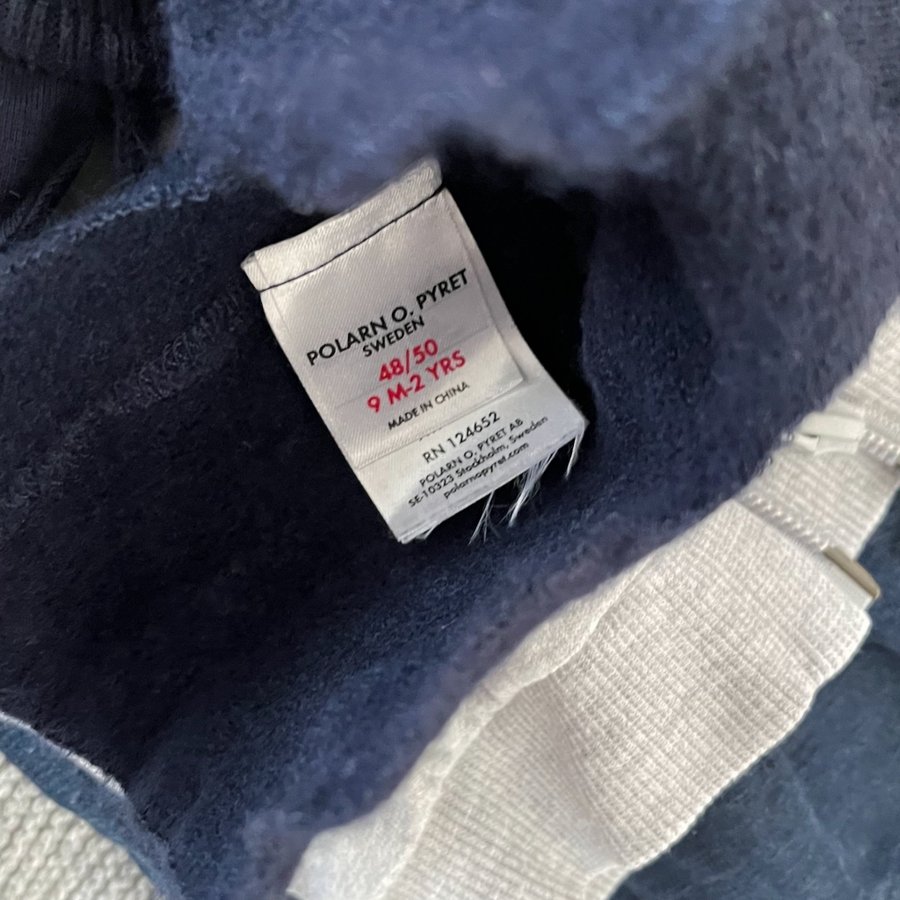 POLARN O. PYRET
SWEDEN
48/50
9 M-2 YRS
MADE IN CHINA
RN 124652
POLARN O. PYRET AB
SE-10323 Stockholm, Sweden
polarnopyret.com